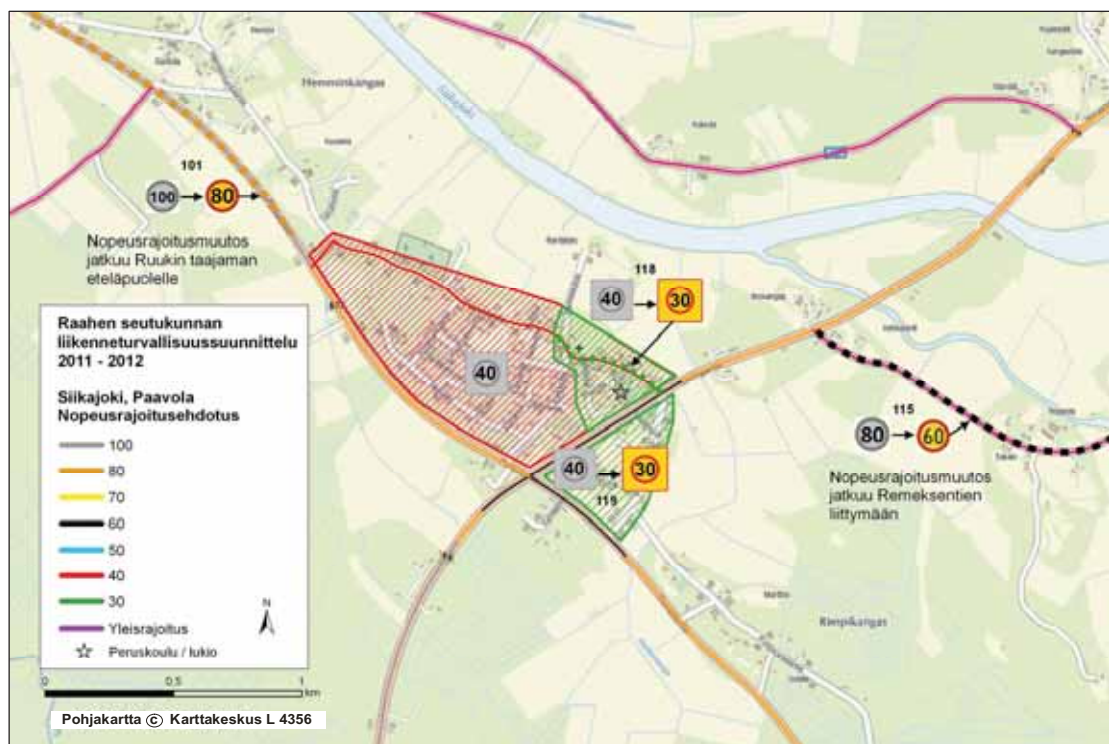 Hemminkangas
101
100
80
Nopeusrajoitusmuutos
jatkuu Ruukin taajaman
eteläpuolelle
118
40
30
40
40
30
119
115
80
60
Nopeusrajoitusmuutos
jatkuu Remeksentien
liittymään
Rimpikangas
Raahen seutukunnan
liikenneturvallisuussuunnittelu
2011 - 2012
Siikajoki, Paavola
Nopeusrajoitusehdotus
100
80
70
60
50
40
30
Yleisrajoitus
Peruskoulu / lukio
N
0 0.5 1
km
Pohjakartta © Karttakeskus L 4356